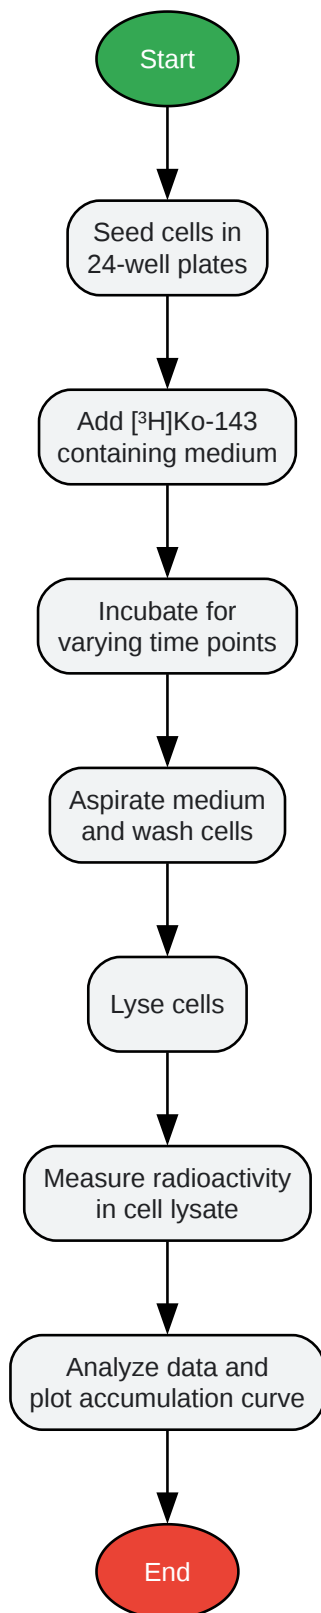 Start
Seed cells in
24-well plates
Add [³H]Ko-143
containing medium
Incubate for
varying time points
Aspirate medium
and wash cells
Lyse cells
Measure radioactivity
in cell lysate
Analyze data and
plot accumulation curve
End